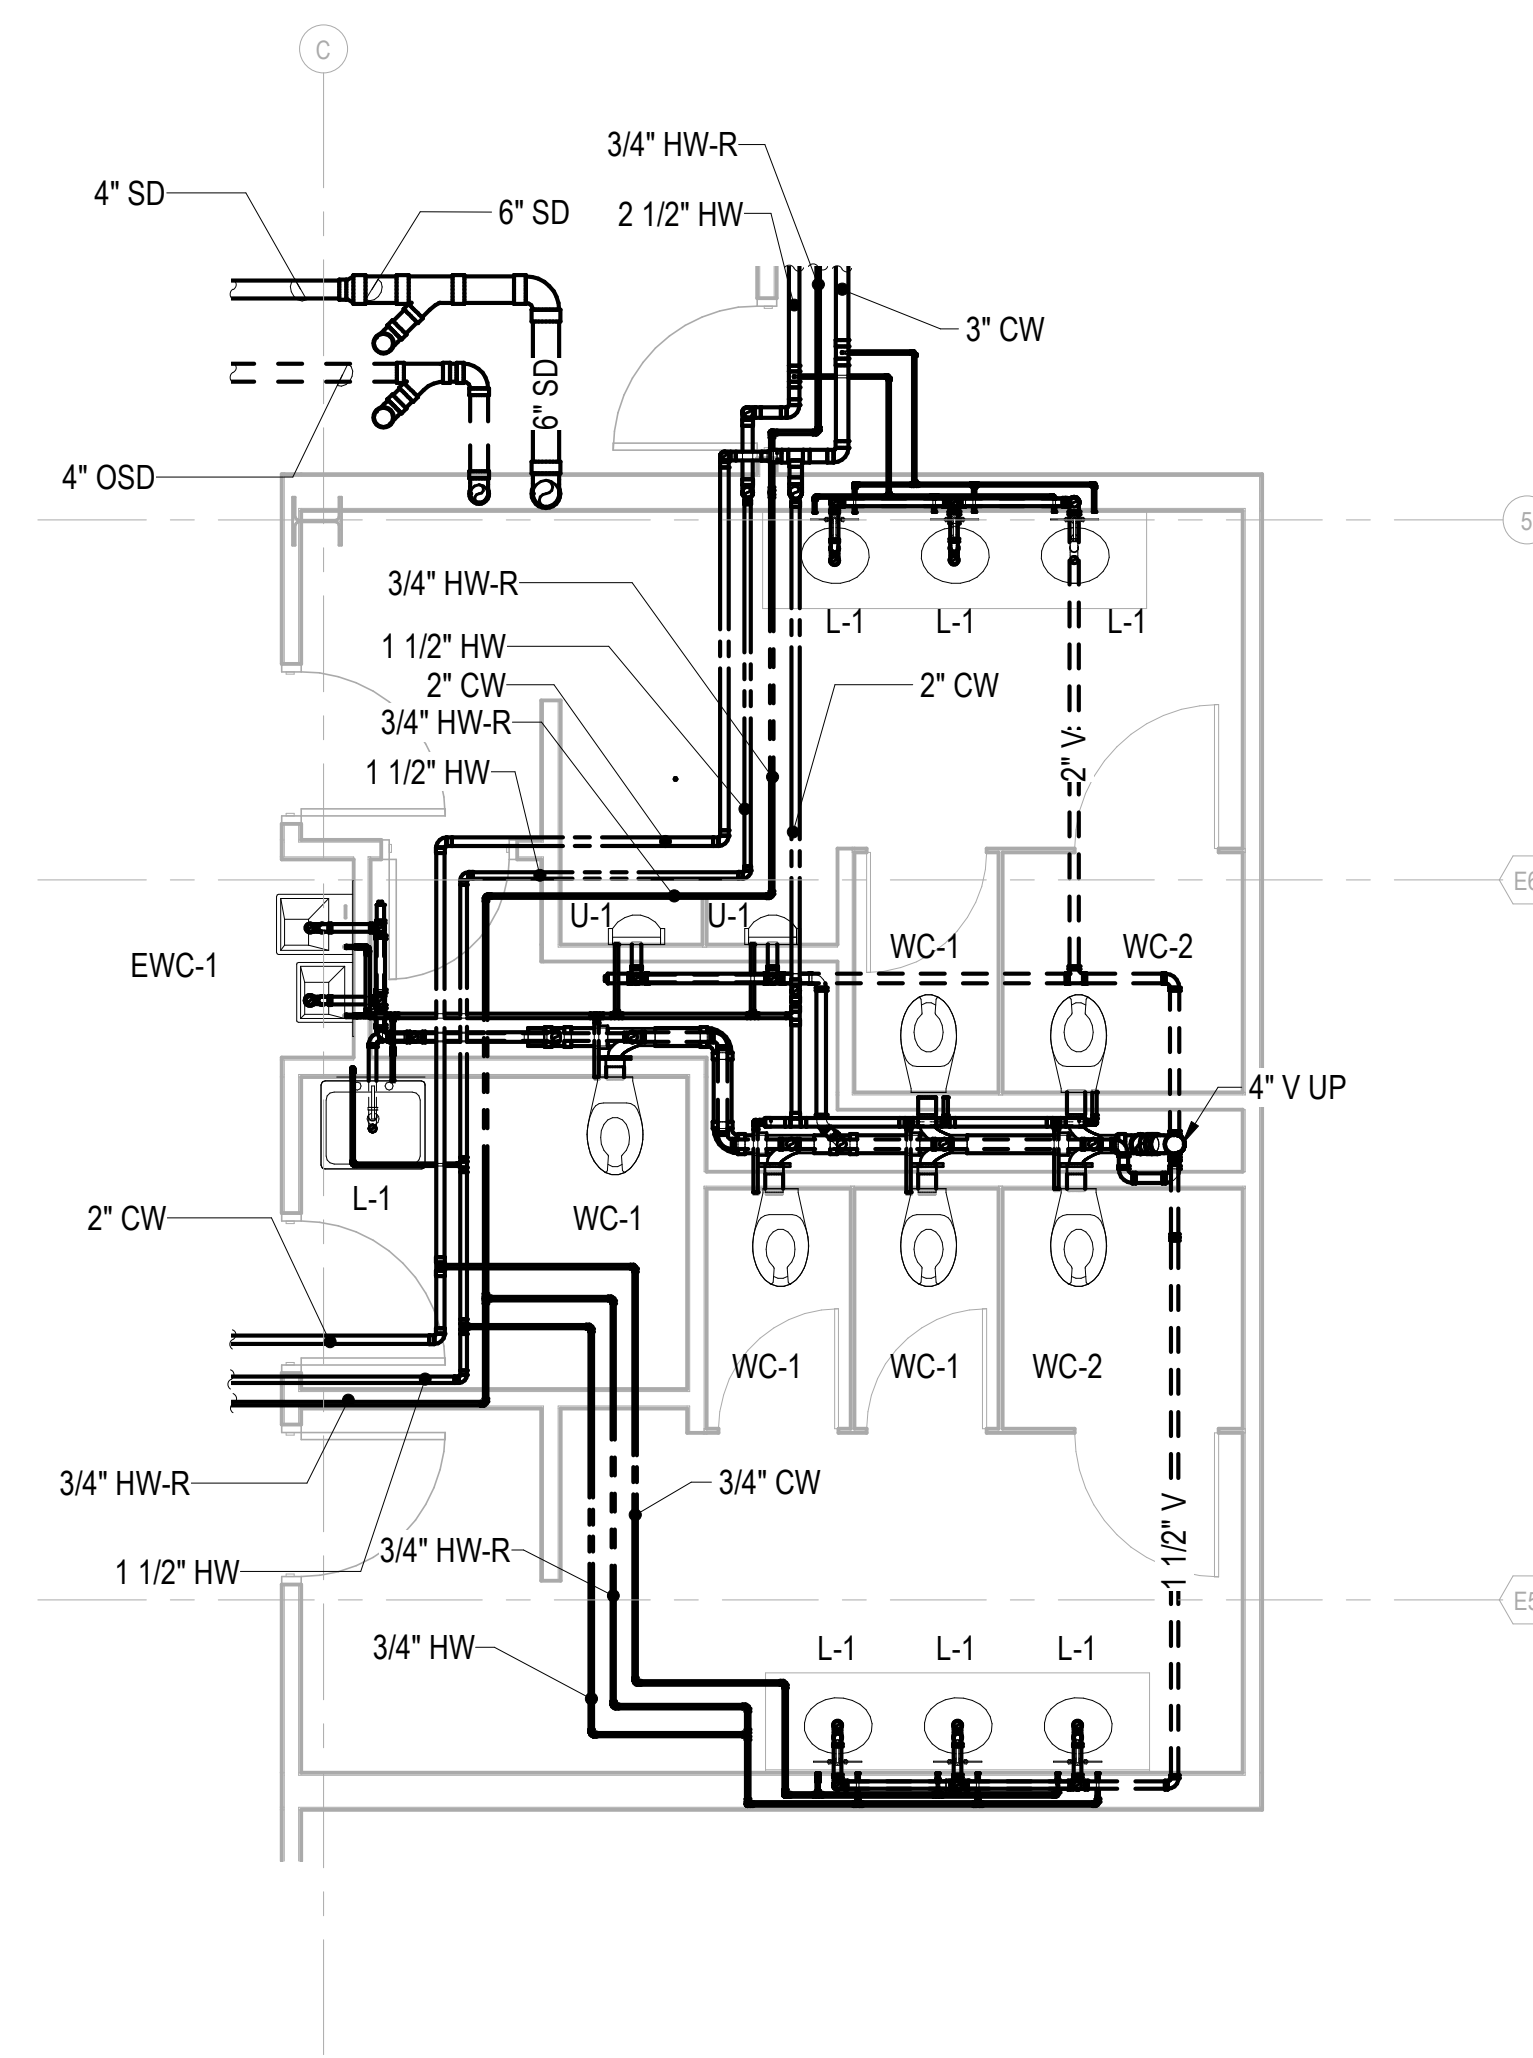 C
3/4" HW-R
4" SD
6" SD
2 1/2" HW
3" CW
6" SD
4" OSD
5
3/4" HW-R
L-1
L-1
L-1
1 1/2" HW
2" CW
2" CW
3/4" HW-R
2" V
1 1/2" HW
E6
U-1
U-1
WC-1
WC-2
EWC-1
4" V UP
L-1
2" CW
WC-1
WC-1
WC-1
WC-2
3/4" HW-R
3/4" CW
1 1/2" V
3/4" HW-R
1 1/2" HW
E5
3/4" HW
L-1
L-1
L-1